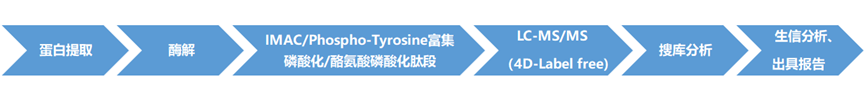 蛋白提取
酶解
IMAC/Phospho-Tyrosine富集
磷酸化/酪氨酸磷酸化肽段
LC-MS/MS
（4D-Label free)
搜库分析
生信分析、
出具报告